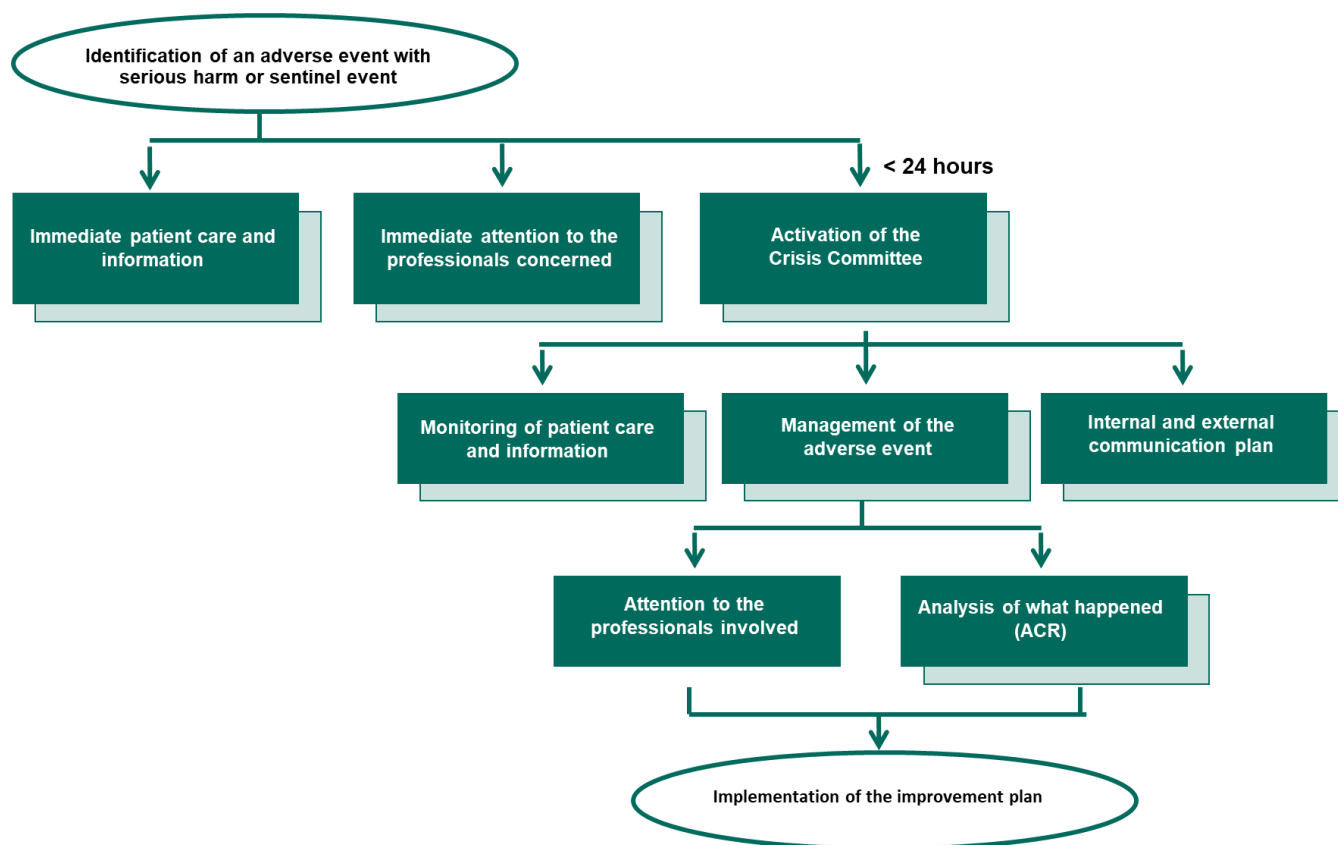 Identification of an adverse event with
serious harm or sentinel event
< 24 hours
Immediate patient care and
information
Immediate attention to the
professionals concerned
Activation of the
Crisis Committee
Monitoring of patient care
and information
Management of the
adverse event
Internal and external
communication plan
Attention to the
professionals involved
Analysis of what happened
(ACR)
Implementation of the improvement plan